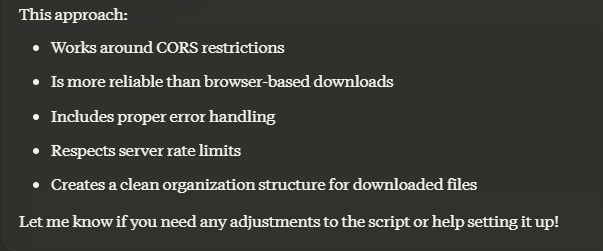 This approach:
• Works around CORS restrictions
• Is more reliable than browser-based downloads
• Includes proper error handling
• Respects server rate limits
• Creates a clean organization structure for downloaded files
Let me know if you need any adjustments to the script or help setting it up!